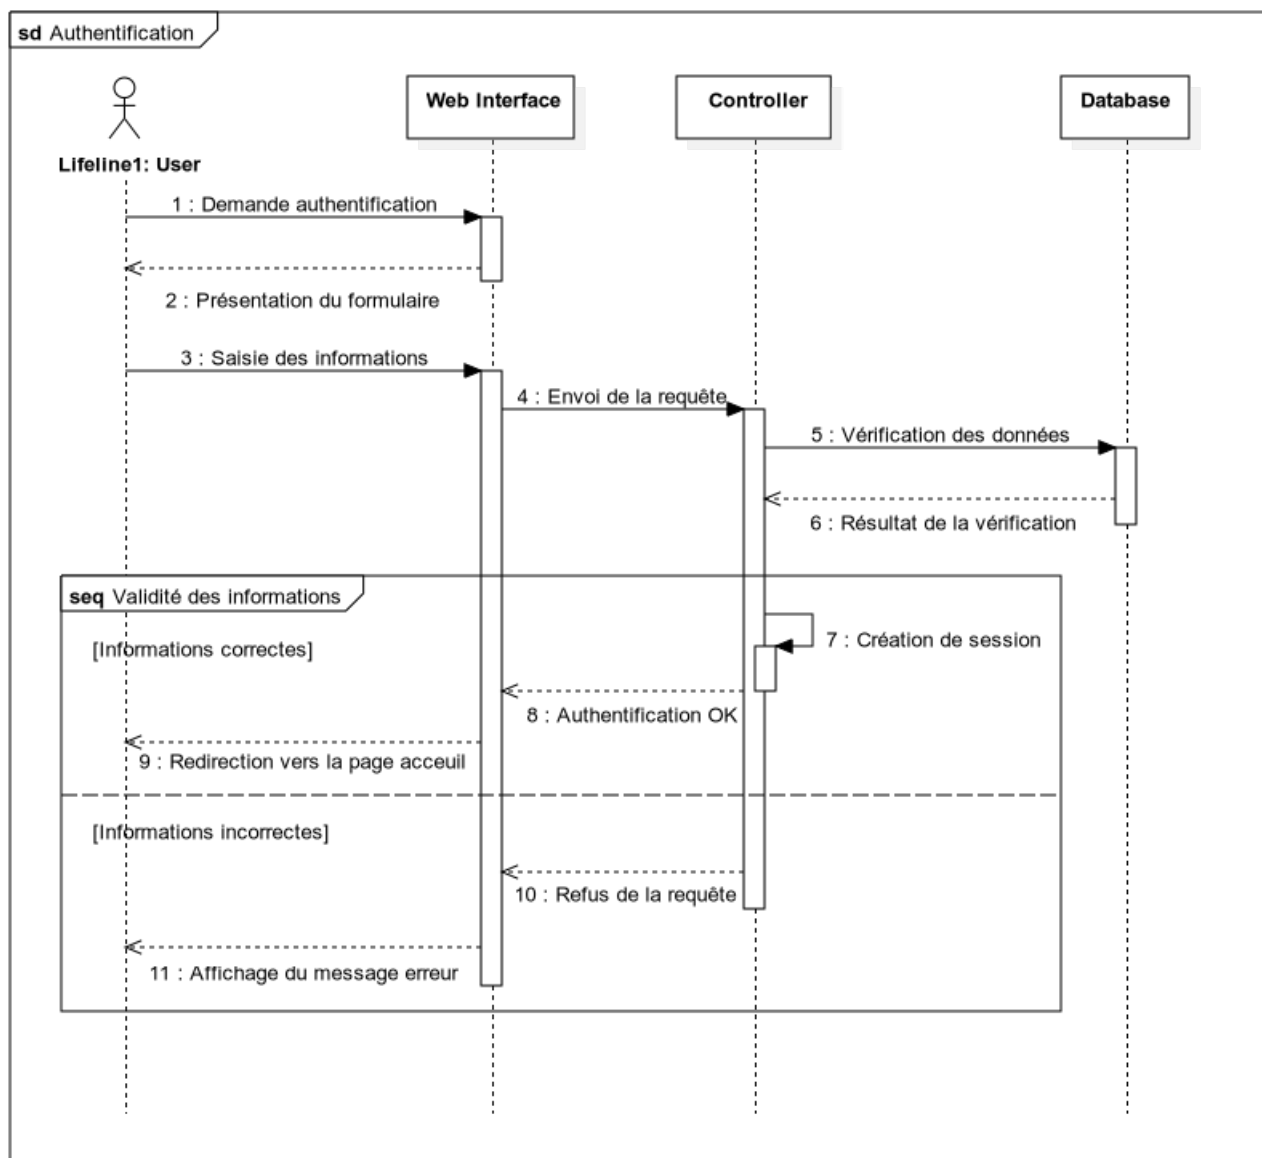 sd Authentification
Web Interface
Controller
Database
Lifeline1: User
1 : Demande authentification
2 : Présentation du formulaire
3 : Saisie des informations
4 : Envoi de la requête
5 : Vérification des données
6 : Résultat de la vérification
seq Validité des informations
[Informations correctes]
7 : Création de session
8 : Authentification OK
9 : Redirection vers la page acceuil
[Informations incorrectes]
10 : Refus de la requête
11 : Affichage du message erreur